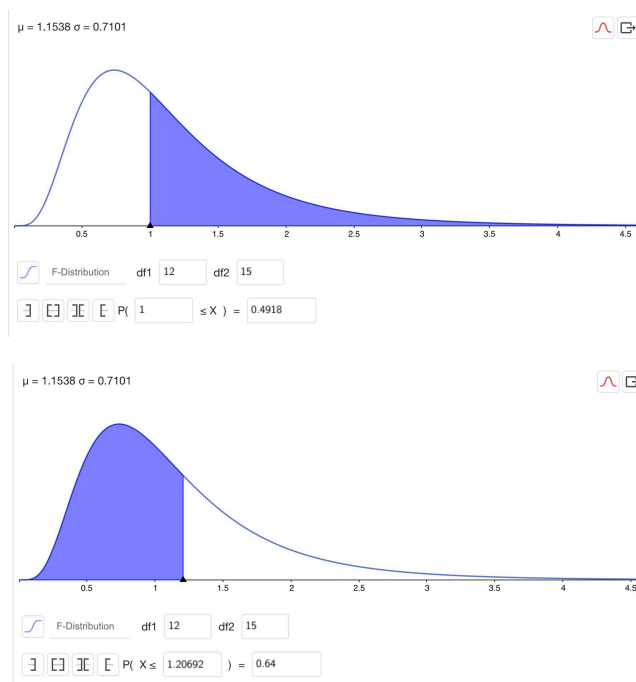 μ = 1.1538 σ = 0.7101
0.5 1 1.5 2 2.5 3 3.5 4 4.5
F-Distribution df1 12 df2 15
P( 1 ≤ X ) = 0.4918
μ = 1.1538 σ = 0.7101
0.5 1 1.5 2 2.5 3 3.5 4 4.5
F-Distribution df1 12 df2 15
P( X ≤ 1.20692 ) = 0.64